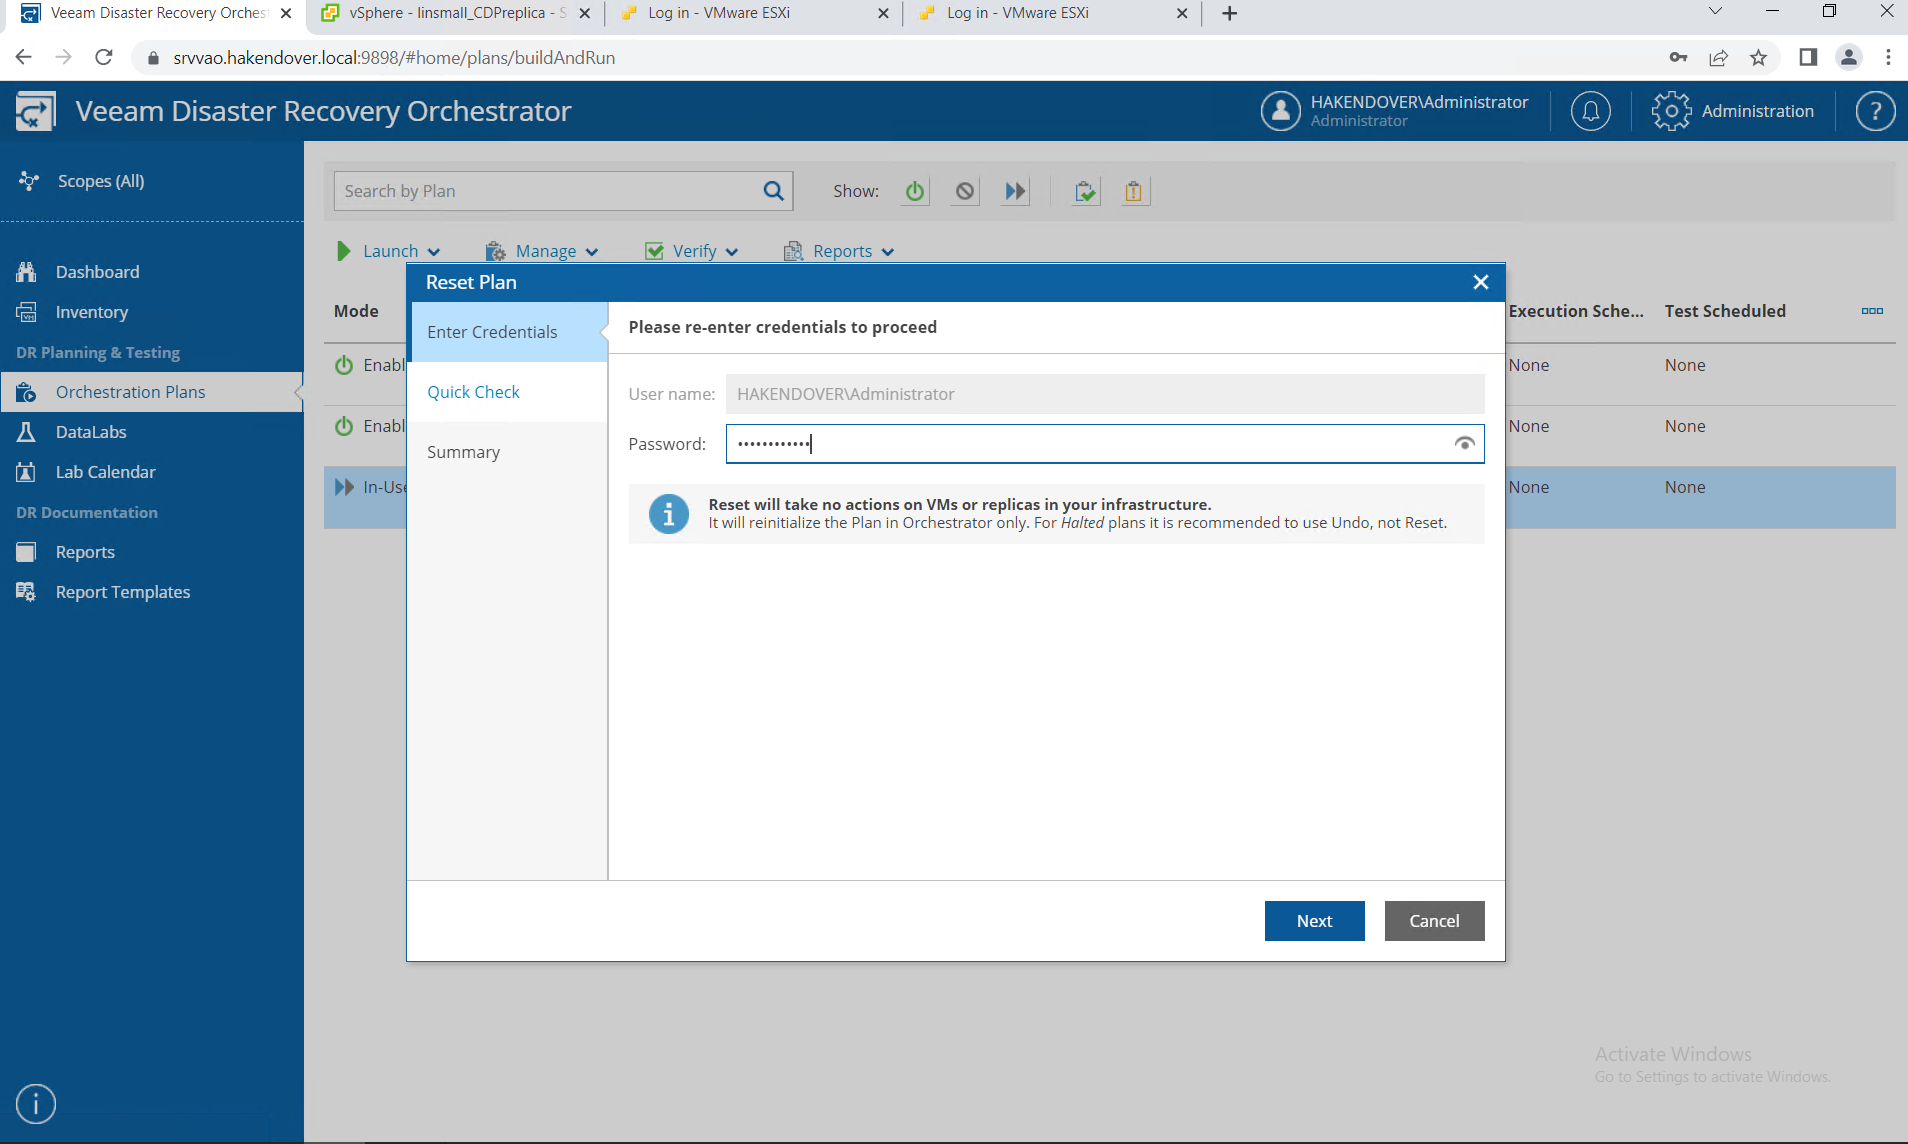 Veeam Disaster Recovery Orches
vSphere - linsmall_CDPreplica - S
Log in - VMware ESXi
Log in - VMware ESXi
srvvao.hakendover.local:9898/#home/plans/buildAndRun
Veeam Disaster Recovery Orchestrator
HAKENDOVER\Administrator
Administrator
Administration
?
Scopes (All)
Search by Plan
Show:
Launch
Manage
Verify
Reports
Dashboard
Inventory
DR Planning & Testing
Orchestration Plans
DataLabs
Lab Calendar
DR Documentation
Reports
Report Templates
Mode
Execution Sche...
Test Scheduled
Enabl
None
None
Enabl
None
None
In-Use
None
None
Reset Plan
Enter Credentials
Quick Check
Summary
Please re-enter credentials to proceed
User name:
HAKENDOVER\Administrator
Password:
••••••••••••
Reset will take no actions on VMs or replicas in your infrastructure.
It will reinitialize the Plan in Orchestrator only. For Halted plans it is recommended to use Undo, not Reset.
Next
Cancel
Activate Windows
Go to Settings to activate Windows.